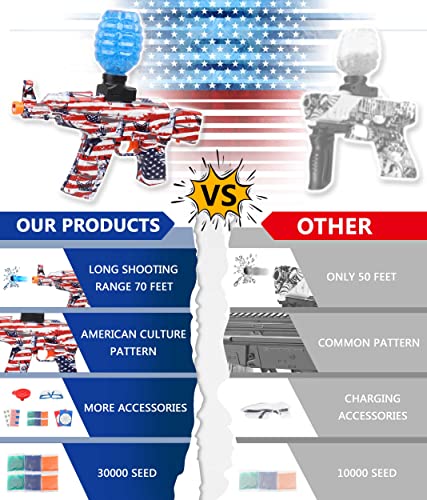 VS
OUR PRODUCTS
OTHER
LONG SHOOTING
RANGE 70 FEET
ONLY 50 FEET
AMERICAN CULTURE
PATTERN
COMMON PATTERN
MORE ACCESSORIES
CHARGING
ACCESSORIES
30000 SEED
10000 SEED